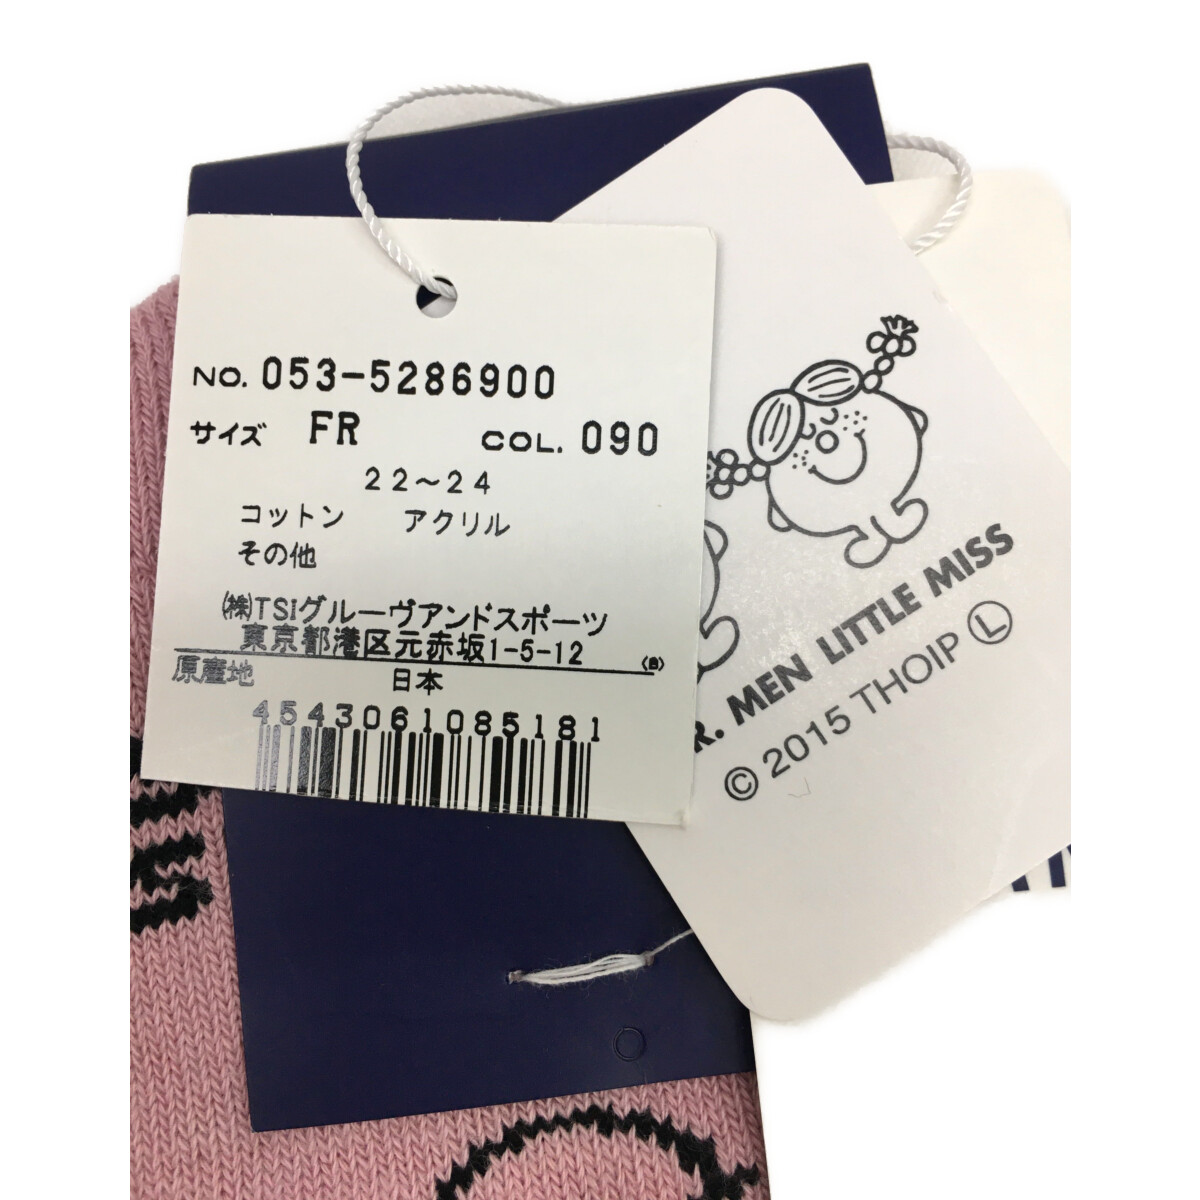 NO. 053-5286900
サイズ FR COL. 090
22~24
コットン アクリル
その他
㈱TSIグルーヴアンドスポーツ
東京都港区元赤坂1-5-12
原産地 日本
4543061085181
MEN LITTLE MISS
© 2015 THOIP Ⓛ